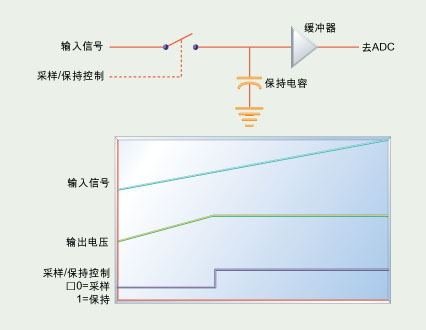 缓冲器
输入信号
去ADC
采样/保持控制
保持电容
输入信号
输出电压
采样/保持控制
□0=采样
1=保持